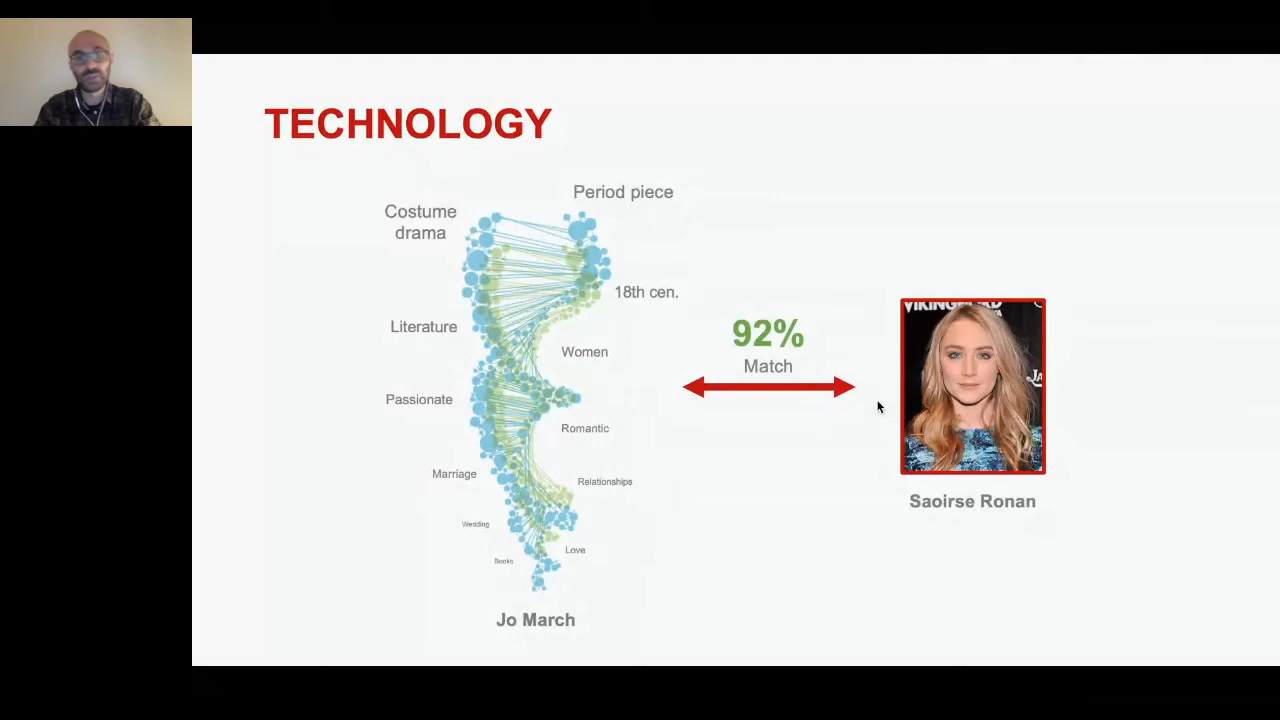 TECHNOLOGY
Period piece
Costume
drama
18th cen.
Literature
Women
Passionate
Romantic
Marriage
Relationships
Wedding
Love
Books
Jo March
92%
Match
Saoirse Ronan